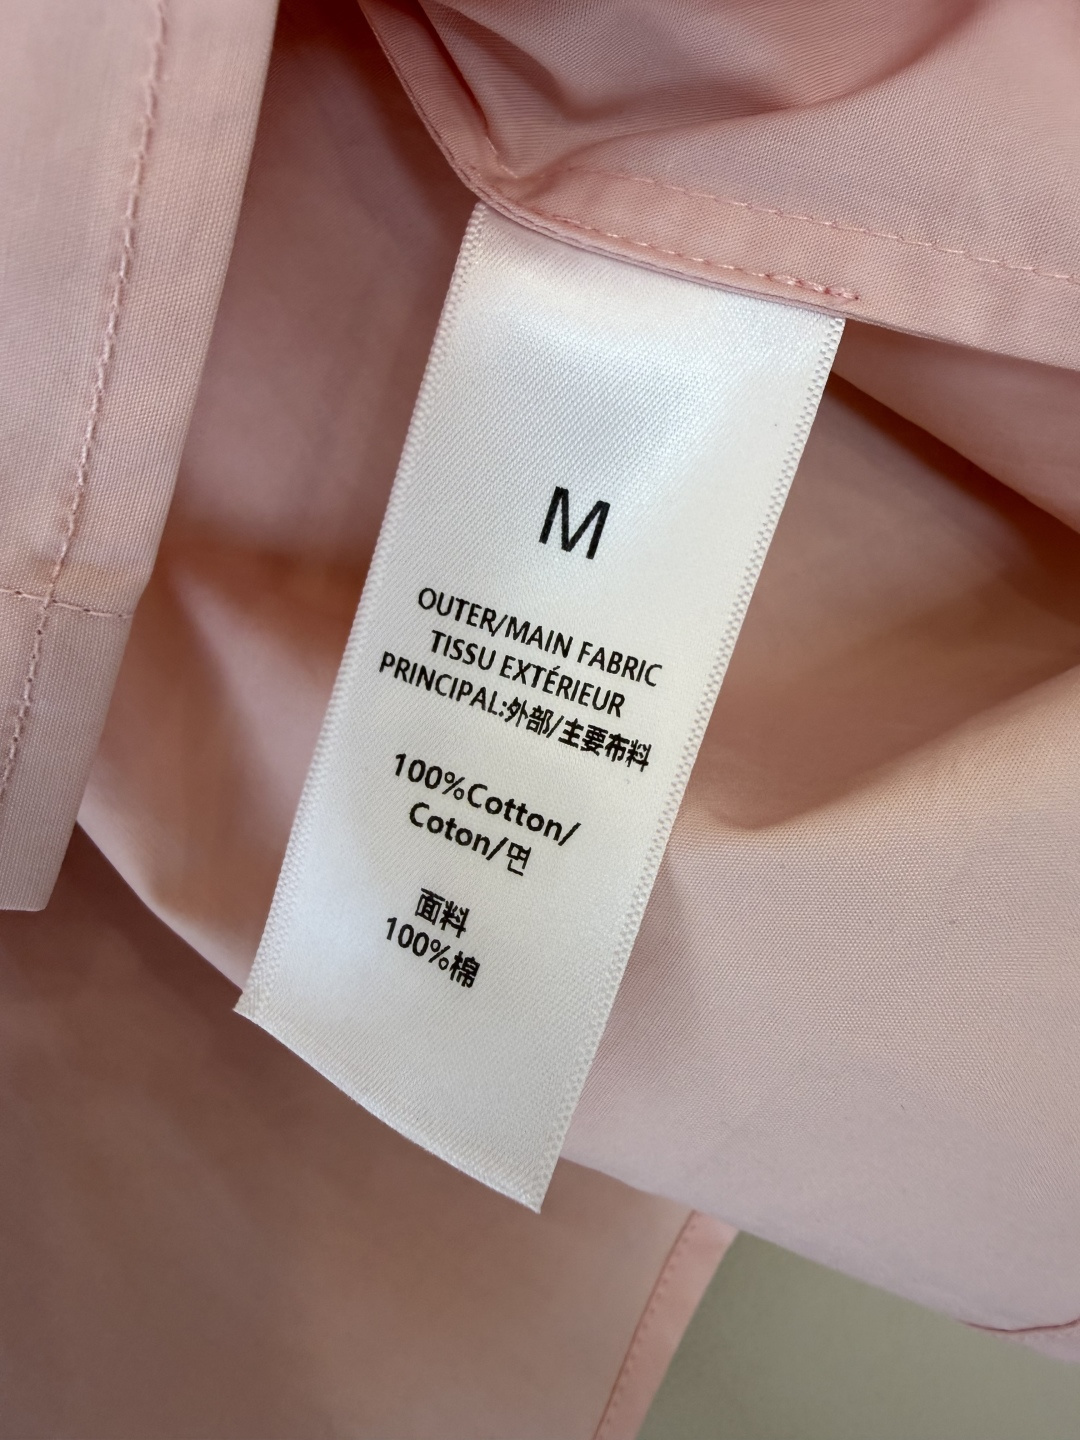 M
OUTER/MAIN FABRIC
TISSU EXTÉRIEUR
PRINCIPAL:外部/主要布料
100%Cotton/
Coton/면
面料
100%棉